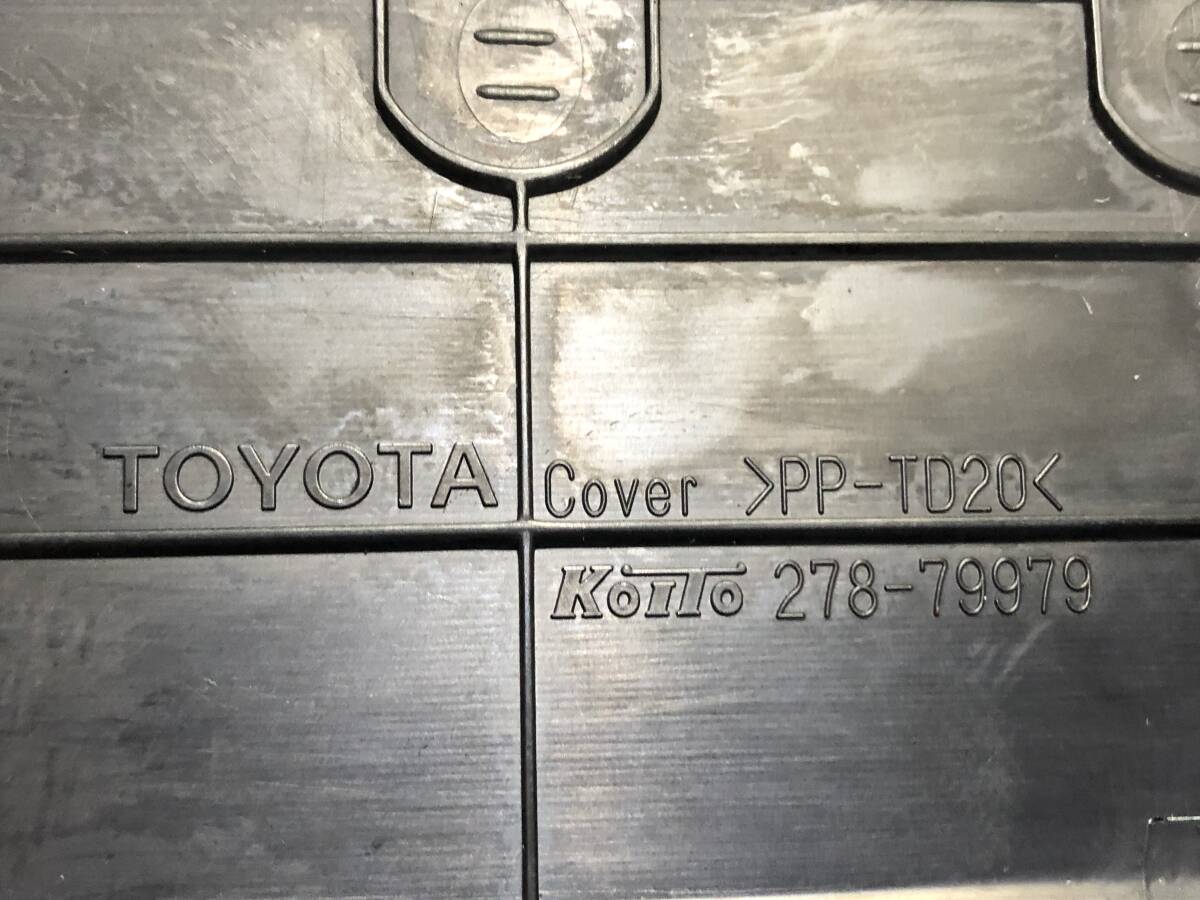 TOYOTA Cover >PP-TD20<
KOITO 278-79979